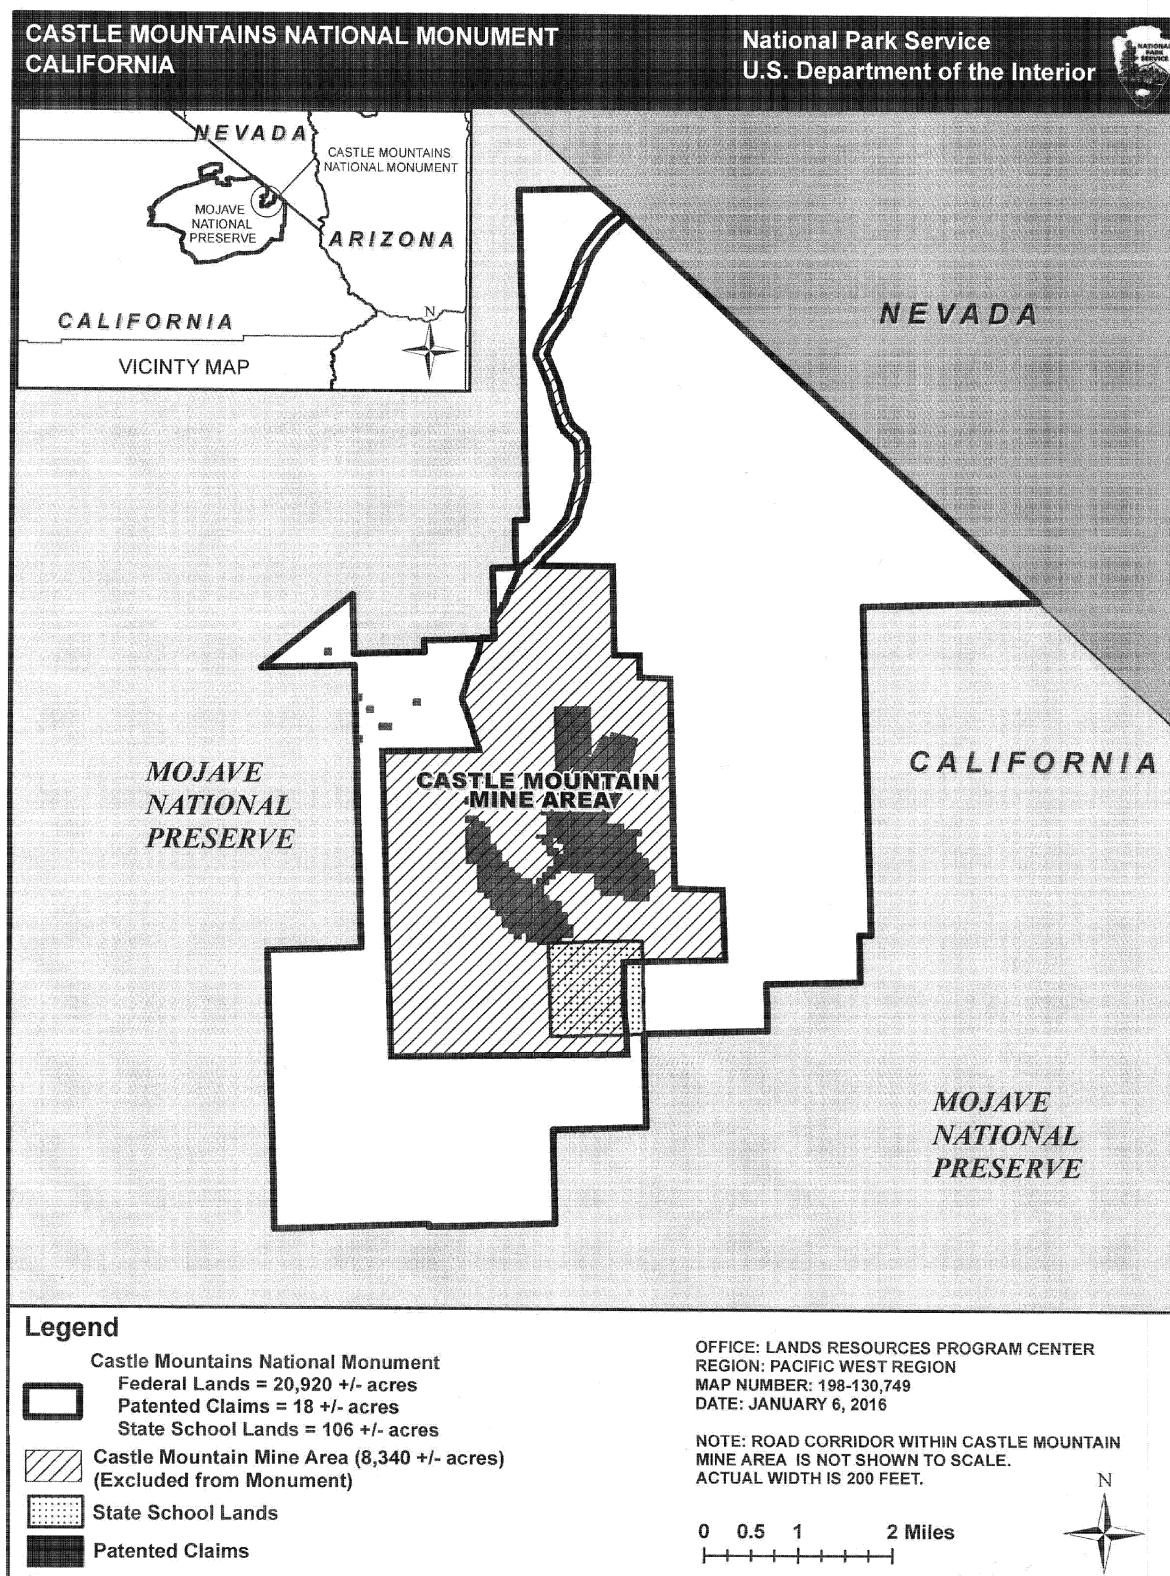 CASTLE MOUNTAINS NATIONAL MONUMENT
CALIFORNIA
National Park Service
U.S. Department of the Interior
NATIONAL
PARK
SERVICE
NEVADA
CASTLE MOUNTAINS
NATIONAL MONUMENT
MOJAVE
NATIONAL
PRESERVE
ARIZONA
CALIFORNIA
N
VICINTY MAP
NEVADA
CALIFORNIA
MOJAVE
NATIONAL
PRESERVE
CASTLE MOUNTAIN
MINE AREA
MOJAVE
NATIONAL
PRESERVE
Legend
Castle Mountains National Monument
Federal Lands = 20,920 +/- acres
Patented Claims = 18 +/- acres
State School Lands = 106 +/- acres
Castle Mountain Mine Area (8,340 +/- acres)
(Excluded from Monument)
State School Lands
Patented Claims
OFFICE: LANDS RESOURCES PROGRAM CENTER
REGION: PACIFIC WEST REGION
MAP NUMBER: 198-130,749
DATE: JANUARY 6, 2016
NOTE: ROAD CORRIDOR WITHIN CASTLE MOUNTAIN
MINE AREA IS NOT SHOWN TO SCALE.
ACTUAL WIDTH IS 200 FEET.
N
0 0.5 1 2 Miles